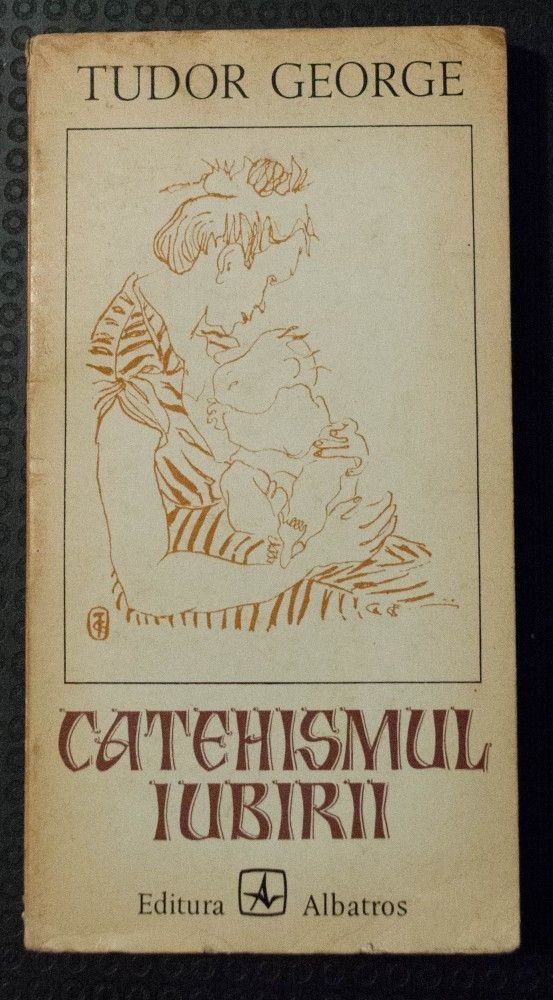 TUDOR GEORGE
CATEHISMUL
IUBIRII
Editura Albatros